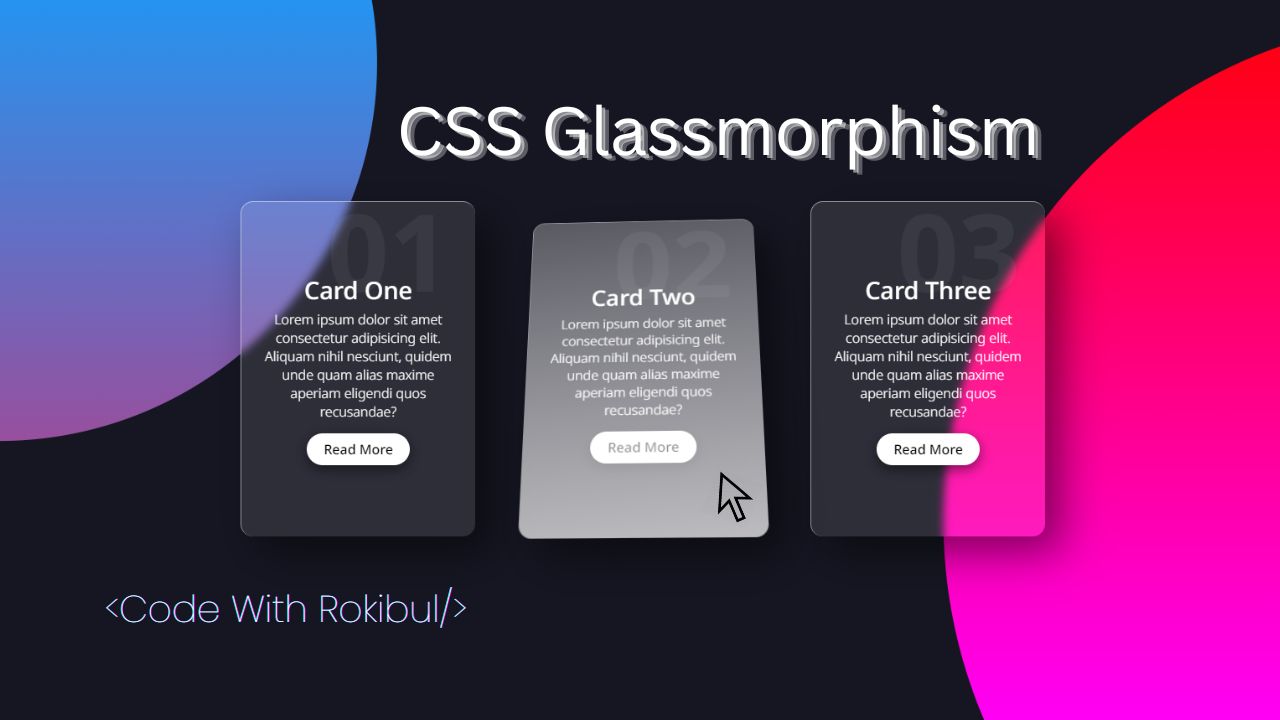 CSS Glassmorphism
01
Card One
Lorem ipsum dolor sit amet
consectetur adipisicing elit.
Aliquam nihil nesciunt, quidem
unde quam alias maxime
aperiam eligendi quos
recusandae?
Read More
02
Card Two
Lorem ipsum dolor sit amet
consectetur adipisicing elit.
Aliquam nihil nesciunt, quidem
unde quam alias maxime
aperiam eligendi quos
recusandae?
Read More
03
Card Three
Lorem ipsum dolor sit amet
consectetur adipisicing elit.
Aliquam nihil nesciunt, quidem
unde quam alias maxime
aperiam eligendi quos
recusandae?
Read More
<Code With Rokibul/>